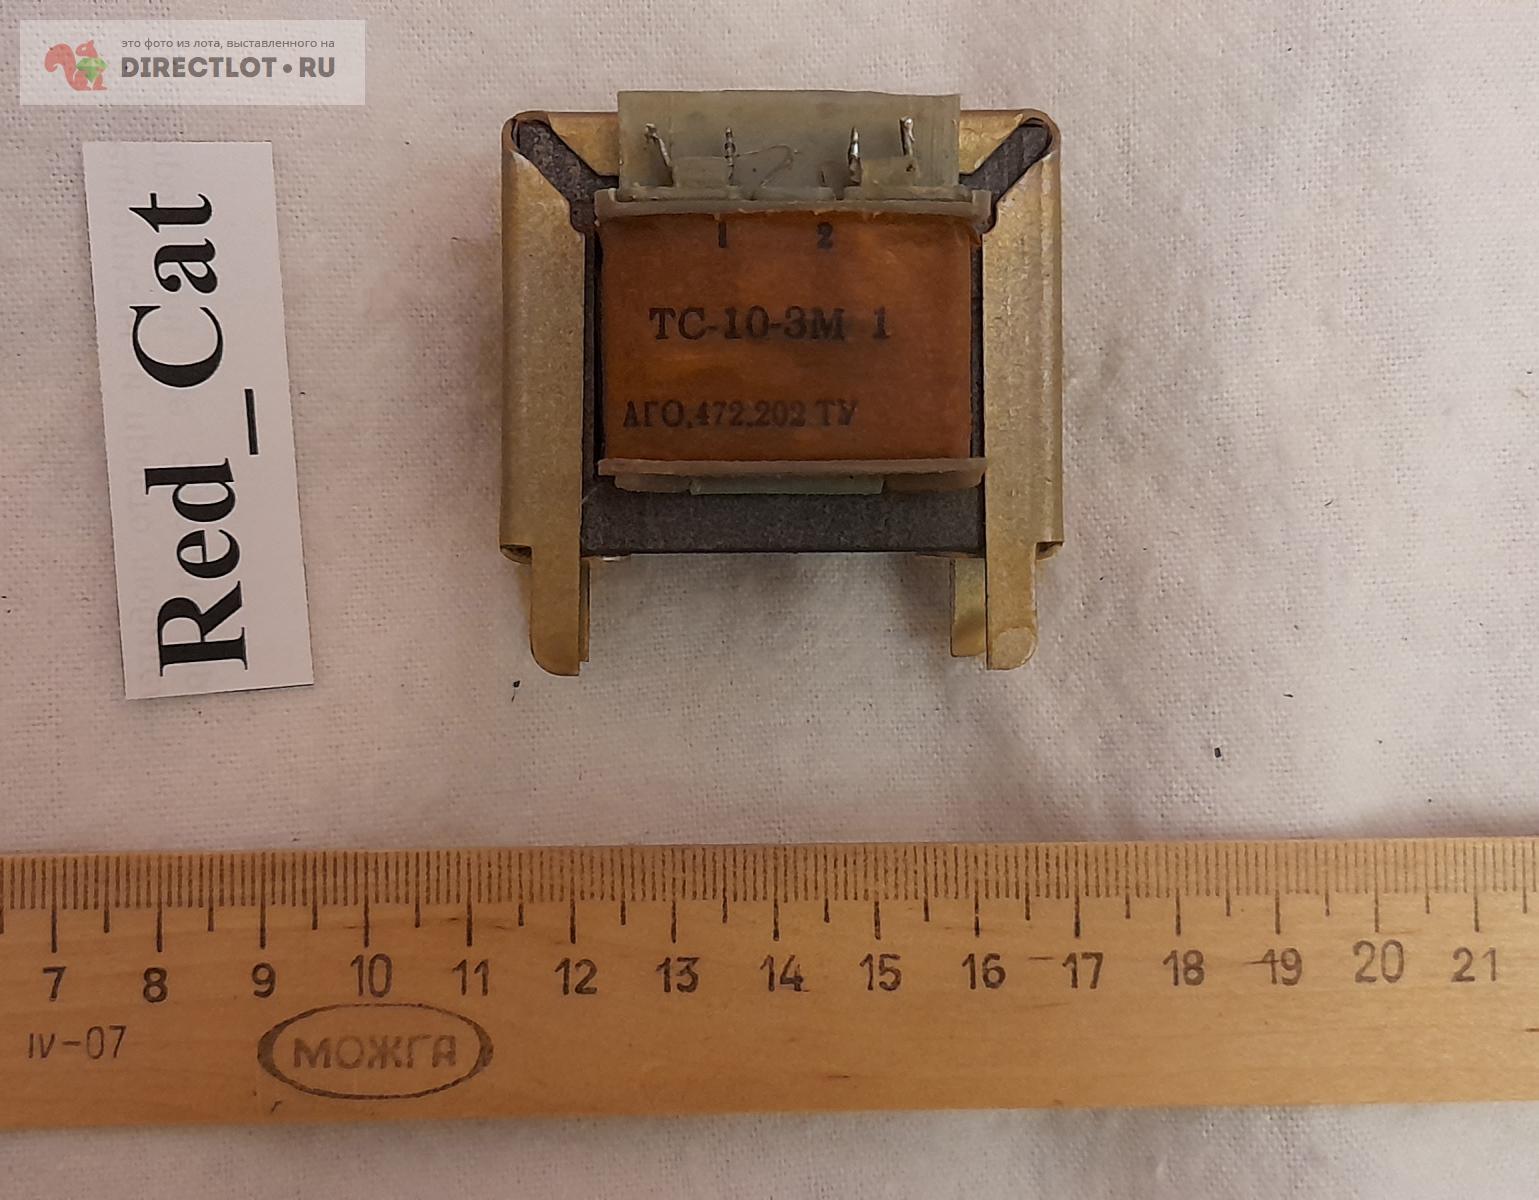 это фото из лота, выставленного на
DIRECTLOT•RU
Red_Cat
1 2
ТС-10-3М 1
АГО.472.202 ТУ
7 8 9 10 11 12 13 14 15 16 17 18 19 20 21
IV-07
МОЖГА